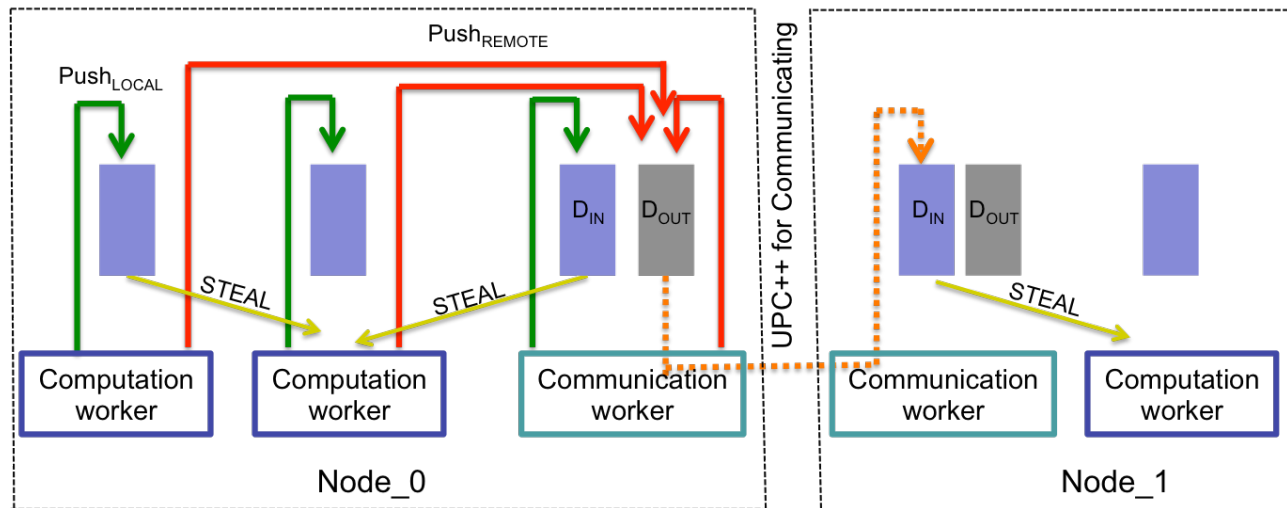 Push_REMOTE
Push_LOCAL
UPC++ for Communicating
D_IN
D_OUT
D_IN
D_OUT
STEAL
STEAL
STEAL
Computation
worker
Computation
worker
Communication
worker
Communication
worker
Computation
worker
Node_0
Node_1